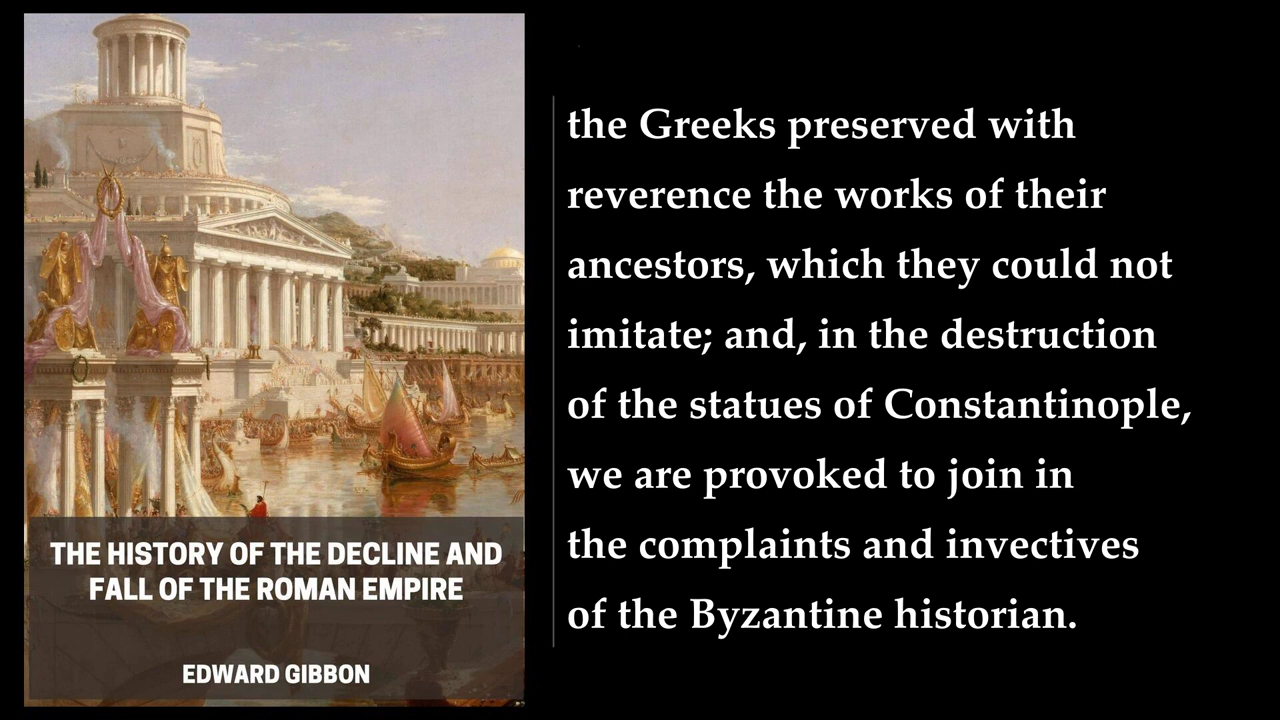 THE HISTORY OF THE DECLINE AND
FALL OF THE ROMAN EMPIRE
EDWARD GIBBON
the Greeks preserved with
reverence the works of their
ancestors, which they could not
imitate; and, in the destruction
of the statues of Constantinople,
we are provoked to join in
the complaints and invectives
of the Byzantine historian.